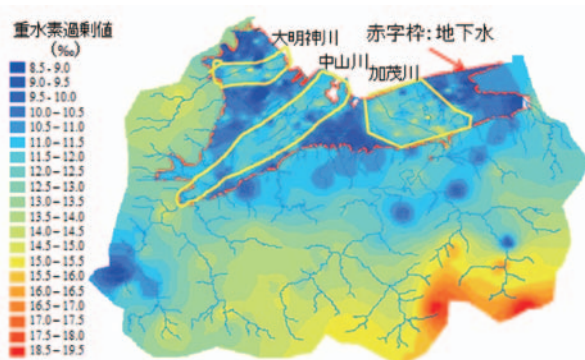 重水素過剰値
(‰)
8.5 - 9.0
9.0 - 9.5
9.5 - 10.0
10.0 - 10.5
10.5 - 11.0
11.0 - 11.5
11.5 - 12.0
12.0 - 12.5
12.5 - 13.0
13.0 - 13.5
13.5 - 14.0
14.0 - 14.5
14.5 - 15.0
15.0 - 15.5
15.5 - 16.0
16.0 - 16.5
16.5 - 17.0
17.0 - 17.5
17.5 - 18.0
18.5 - 19.5
大明神川
中山川
加茂川
赤字枠:地下水